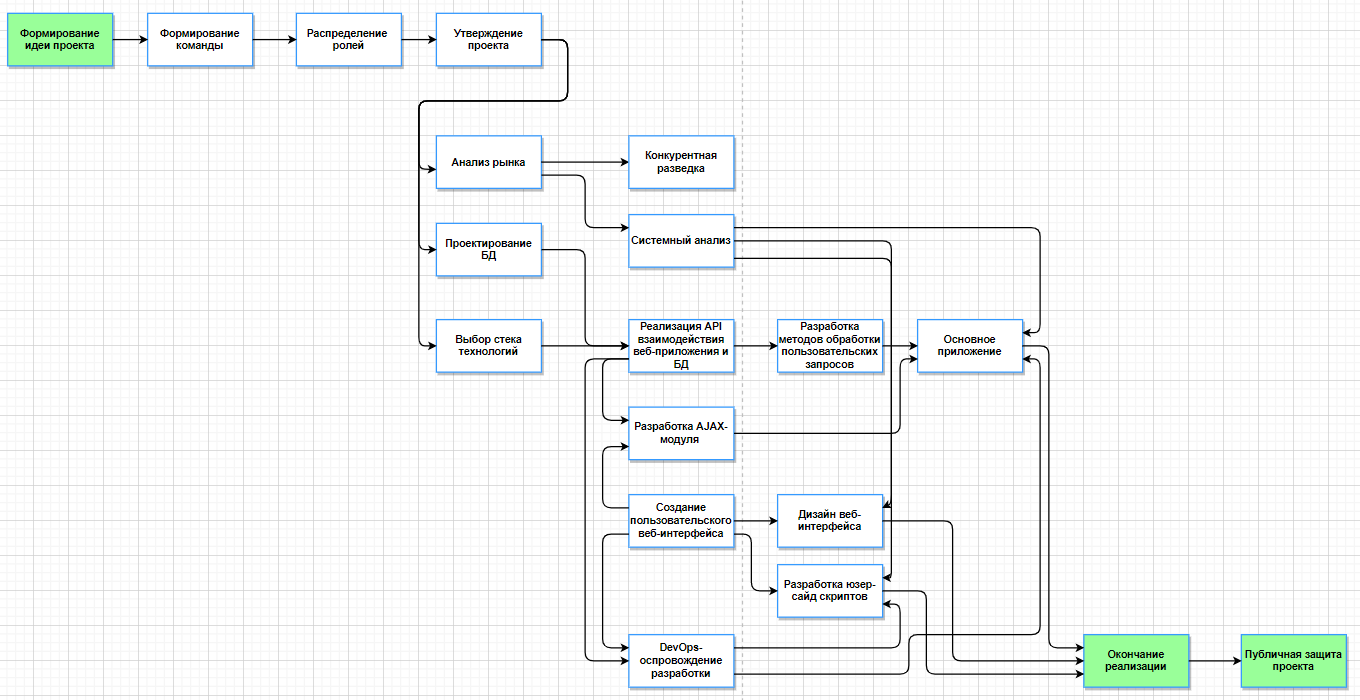 Формирование
идеи проекта
Формирование
команды
Распределение
ролей
Утверждение
проекта
Анализ рынка
Конкурентная
разведка
Проектирование
БД
Системный анализ
Выбор стека
технологий
Реализация API
взаимодействия
веб-приложения и
БД
Разработка
методов обработки
пользовательских
запросов
Основное
приложение
Разработка AJAX-
модуля
Создание
пользовательского
веб-интерфейса
Дизайн веб-
интерфейса
Разработка юзер-
сайд скриптов
DevOps-
оспровождение
разработки
Окончание
реализации
Публичная защита
проекта